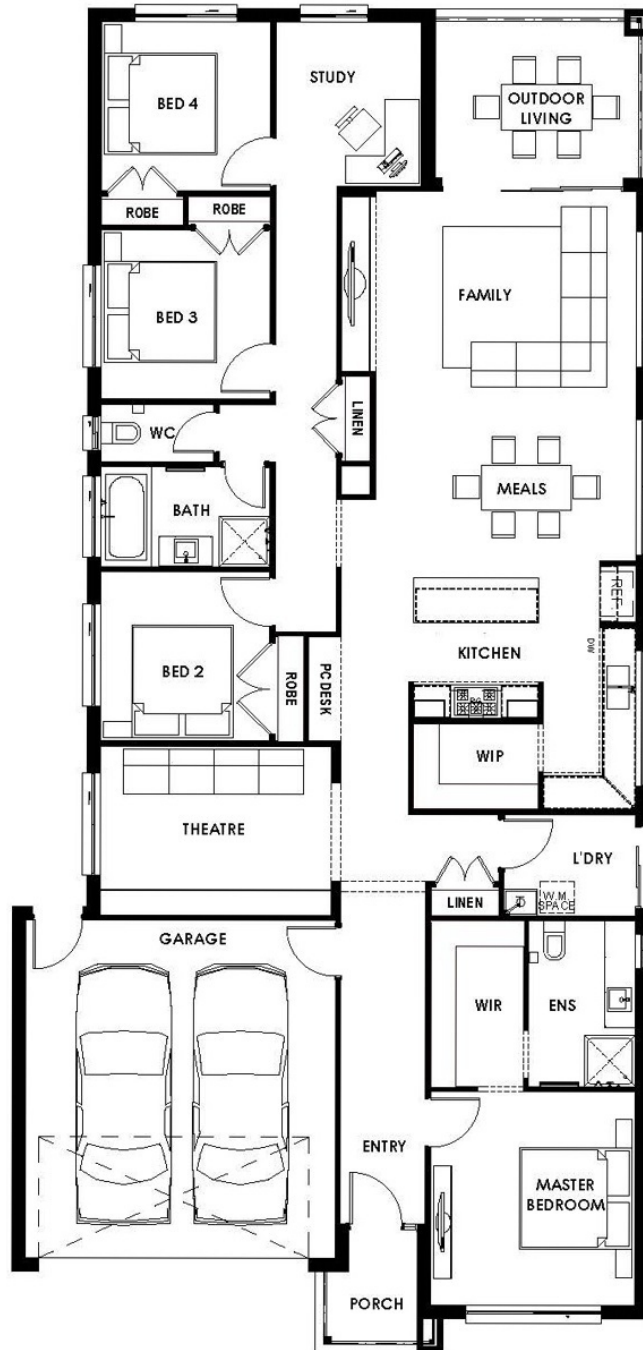 BED 4
STUDY
OUTDOOR
LIVING
ROBE
ROBE
FAMILY
BED 3
LINEN
WC
MEALS
BATH
REF.
DW
KITCHEN
BED 2
ROBE
PC DESK
WIP
THEATRE
L'DRY
LINEN
W.M.
SPACE
GARAGE
WIR
ENS
ENTRY
MASTER
BEDROOM
PORCH